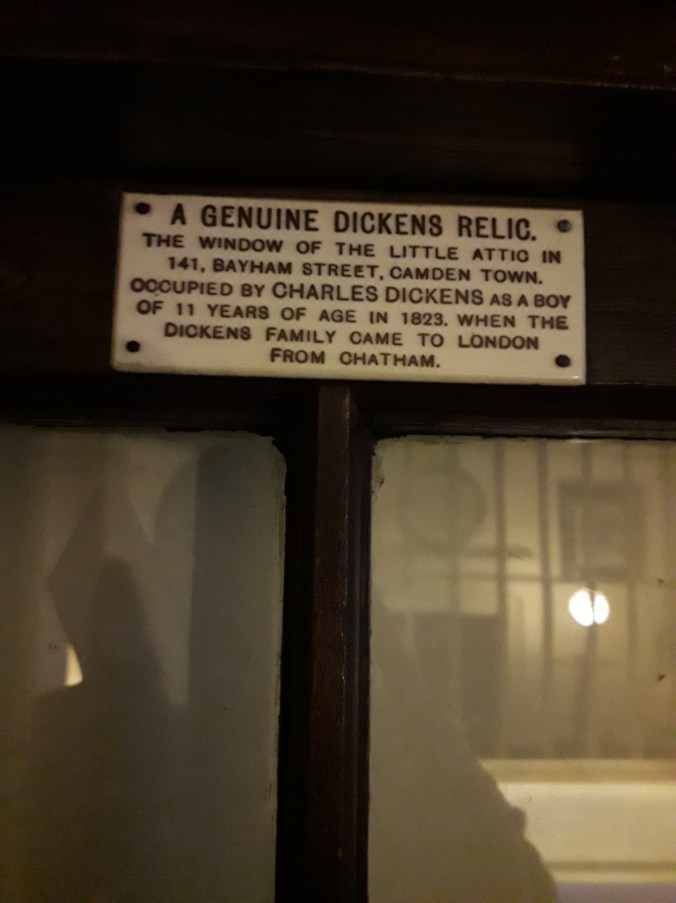 A GENUINE DICKENS RELIC.
THE WINDOW OF THE LITTLE ATTIC IN
141, BAYHAM STREET, CAMDEN TOWN.
OCCUPIED BY CHARLES DICKENS AS A BOY
OF 11 YEARS OF AGE IN 1823. WHEN THE
DICKENS FAMILY CAME TO LONDON
FROM CHATHAM.